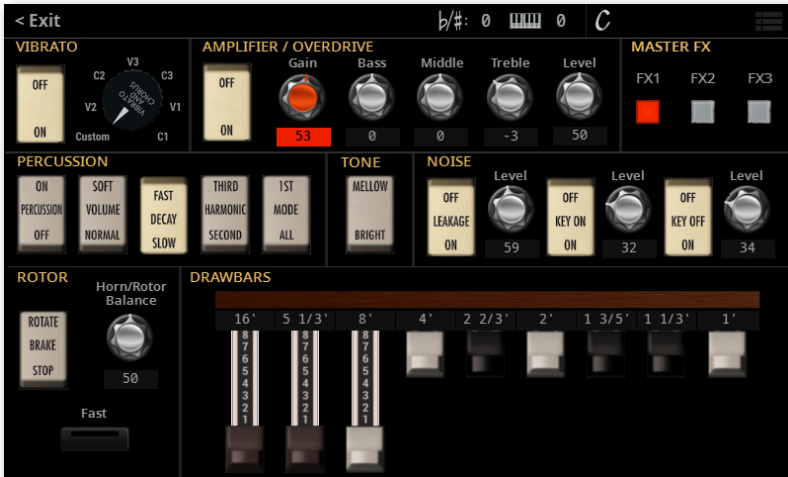 < Exit
♭/♯: 0 0 C
VIBRATO
OFF
ON
V3
C2 C3
V2 V1
Custom C1
VIBRATO
AND
CHORUS
AMPLIFIER / OVERDRIVE
OFF
ON
Gain Bass Middle Treble Level
53 0 0 -3 50
MASTER FX
FX1 FX2 FX3
PERCUSSION
ON
PERCUSSION
OFF
SOFT
VOLUME
NORMAL
FAST
DECAY
SLOW
THIRD
HARMONIC
SECOND
1ST
MODE
ALL
TONE
MELLOW
BRIGHT
NOISE
OFF
LEAKAGE
ON
Level
59
OFF
KEY ON
ON
Level
32
OFF
KEY OFF
ON
Level
34
ROTOR
ROTATE
BRAKE
STOP
Horn/Rotor
Balance
50
Fast
DRAWBARS
16' 5 1/3' 8' 4' 2 2/3' 2' 1 3/5' 1 1/3' 1'
8 8 8
7 7 7
6 6 6
5 5 5
4 4 4
3 3 3
2 2 2
1 1 1